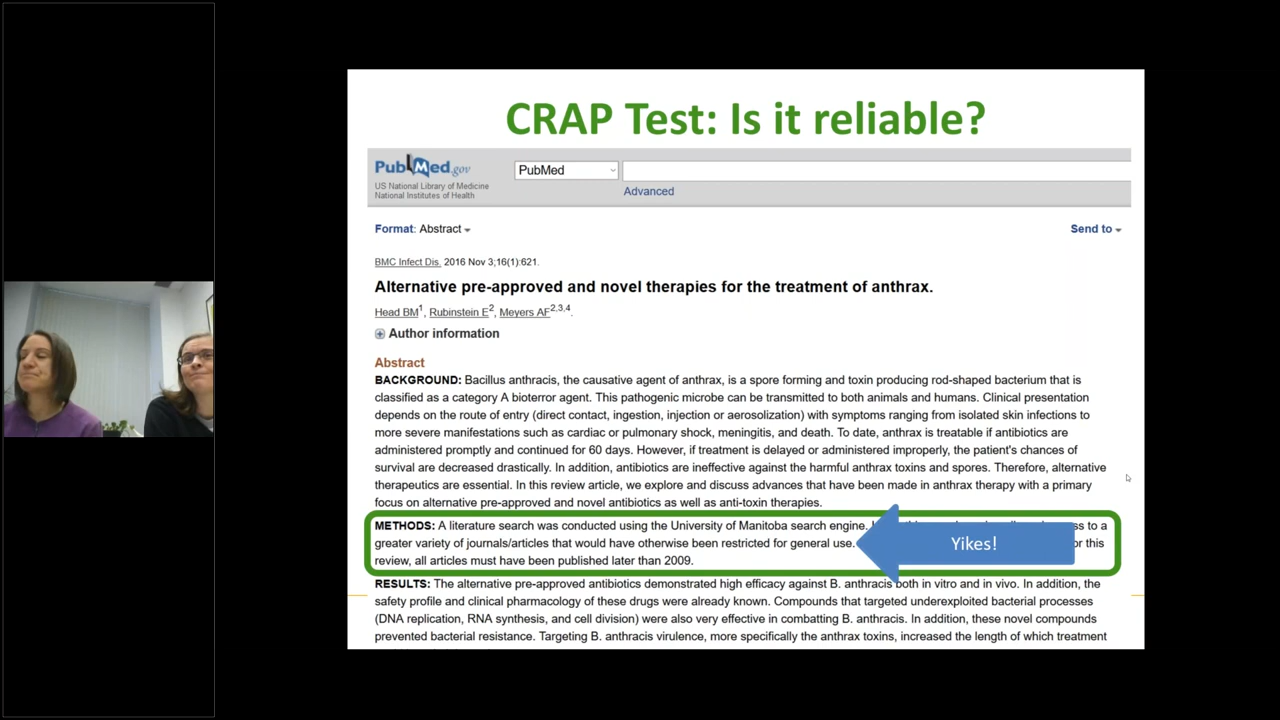 CRAP Test: Is it reliable?
PubMed.gov
US National Library of Medicine
National Institutes of Health
PubMed
Advanced
Format: Abstract
Send to
BMC Infect Dis. 2016 Nov 3;16(1):621.
Alternative pre-approved and novel therapies for the treatment of anthrax.
Head BM1, Rubinstein E2, Meyers AF2,3,4.
Author information
Abstract
BACKGROUND: Bacillus anthracis, the causative agent of anthrax, is a spore forming and toxin producing rod-shaped bacterium that is
classified as a category A bioterror agent. This pathogenic microbe can be transmitted to both animals and humans. Clinical presentation
depends on the route of entry (direct contact, ingestion, injection or aerosolization) with symptoms ranging from isolated skin infections to
more severe manifestations such as cardiac or pulmonary shock, meningitis, and death. To date, anthrax is treatable if antibiotics are
administered promptly and continued for 60 days. However, if treatment is delayed or administered improperly, the patient's chances of
survival are decreased drastically. In addition, antibiotics are ineffective against the harmful anthrax toxins and spores. Therefore, alternative
therapeutics are essential. In this review article, we explore and discuss advances that have been made in anthrax therapy with a primary
focus on alternative pre-approved and novel antibiotics as well as anti-toxin therapies.
METHODS: A literature search was conducted using the University of Manitoba search engine. to a
greater variety of journals/articles that would have otherwise been restricted for general use. Yikes! for this
review, all articles must have been published later than 2009.
RESULTS: The alternative pre-approved antibiotics demonstrated high efficacy against B. anthracis both in vitro and in vivo. In addition, the
safety profile and clinical pharmacology of these drugs were already known. Compounds that targeted underexploited bacterial processes
(DNA replication, RNA synthesis, and cell division) were also very effective in combatting B. anthracis. In addition, these novel compounds
prevented bacterial resistance. Targeting B. anthracis virulence, more specifically the anthrax toxins, increased the length of which treatment